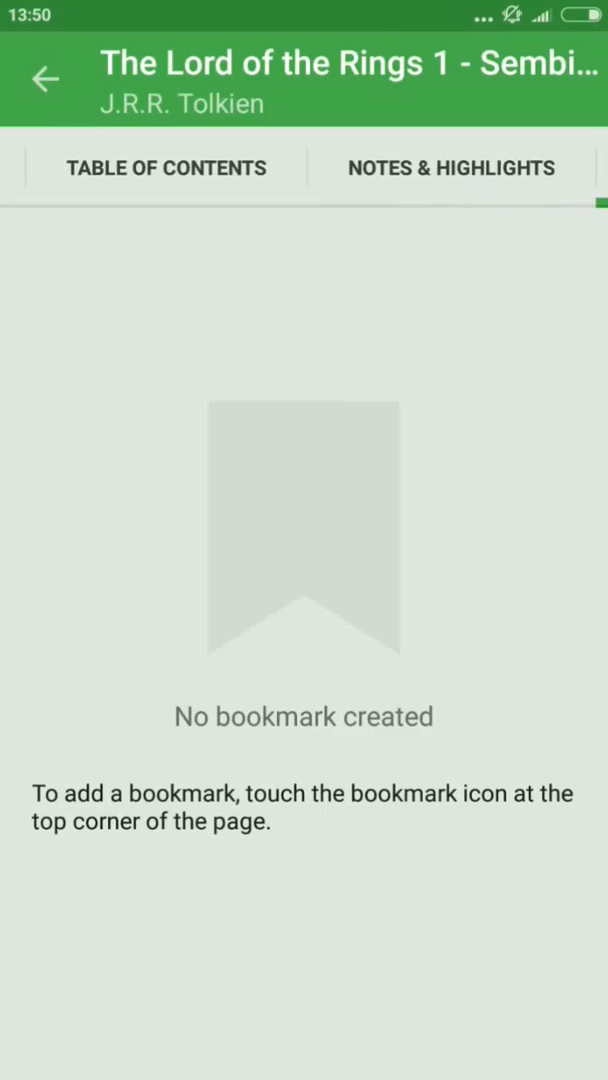 13:50
The Lord of the Rings 1 - Sembi...
J.R.R. Tolkien
TABLE OF CONTENTS
NOTES & HIGHLIGHTS
No bookmark created
To add a bookmark, touch the bookmark icon at the
top corner of the page.